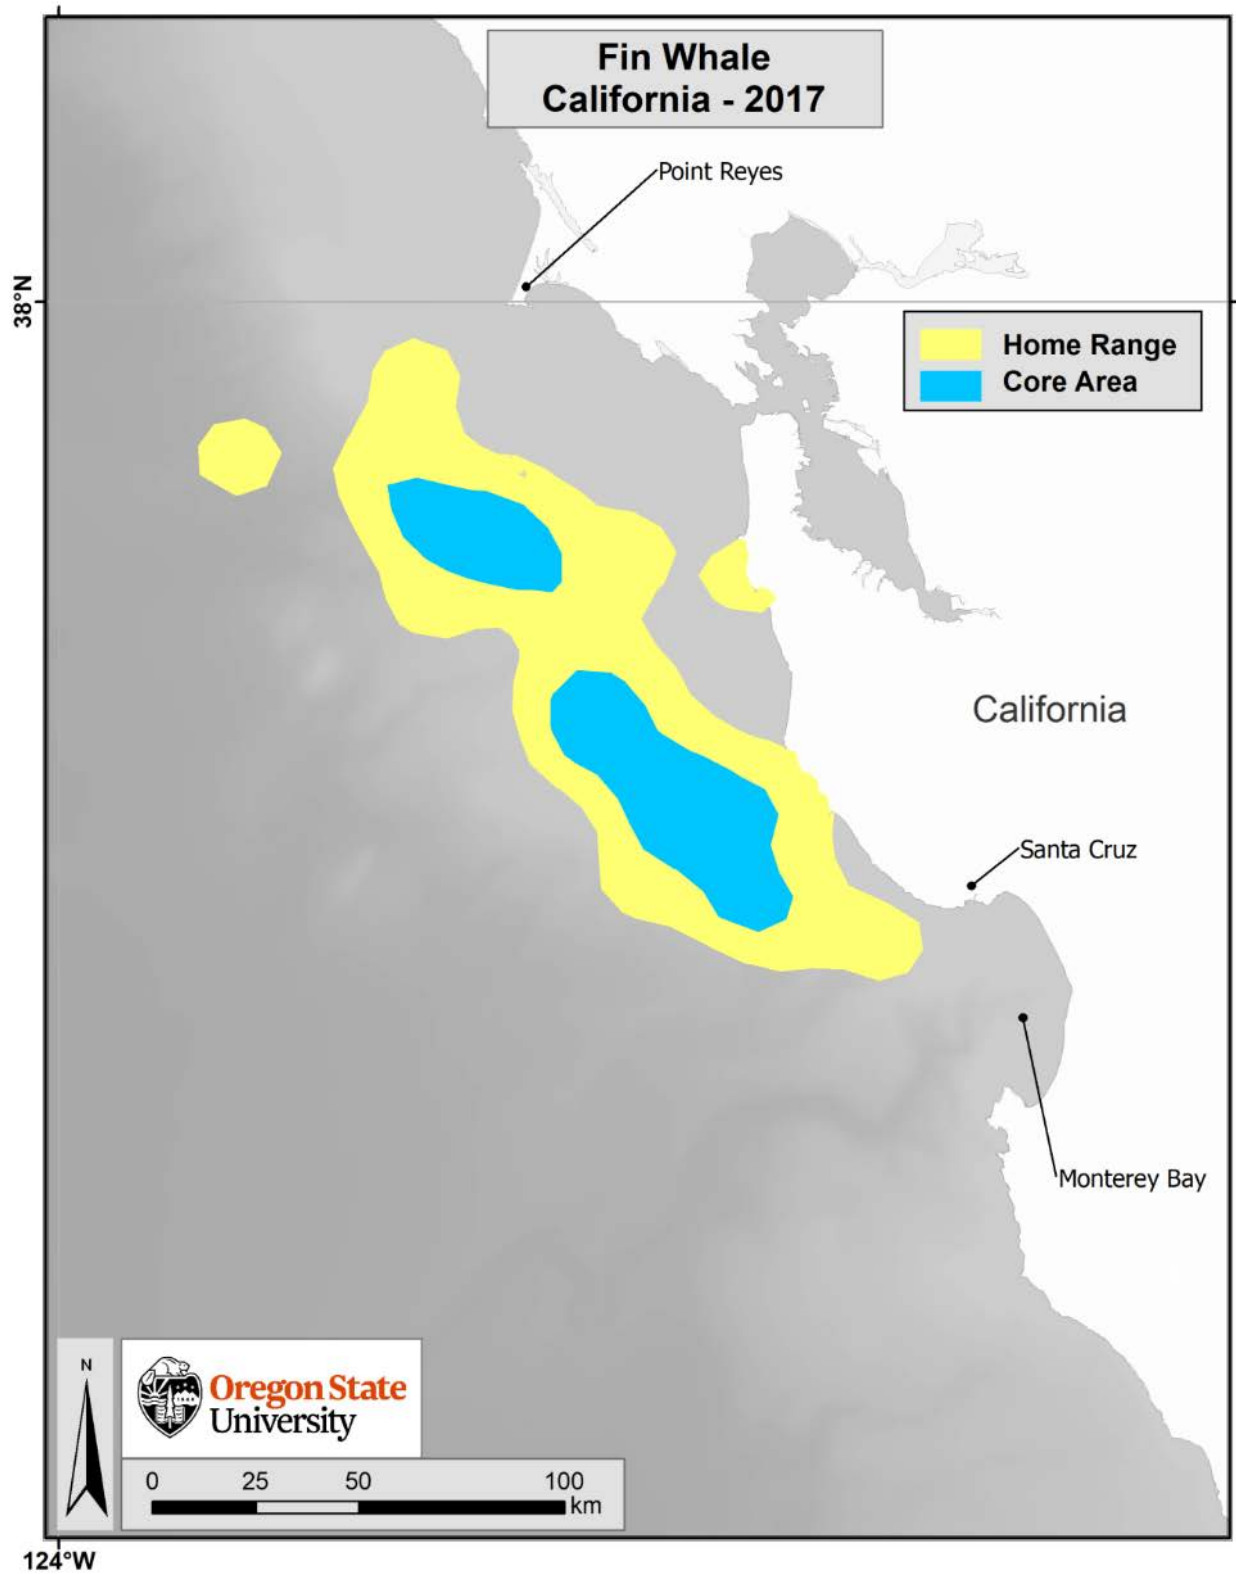 Fin Whale
California - 2017
Point Reyes
38°N
Home Range
Core Area
California
Santa Cruz
Monterey Bay
N
Oregon State
University
0 25 50 100
km
124°W